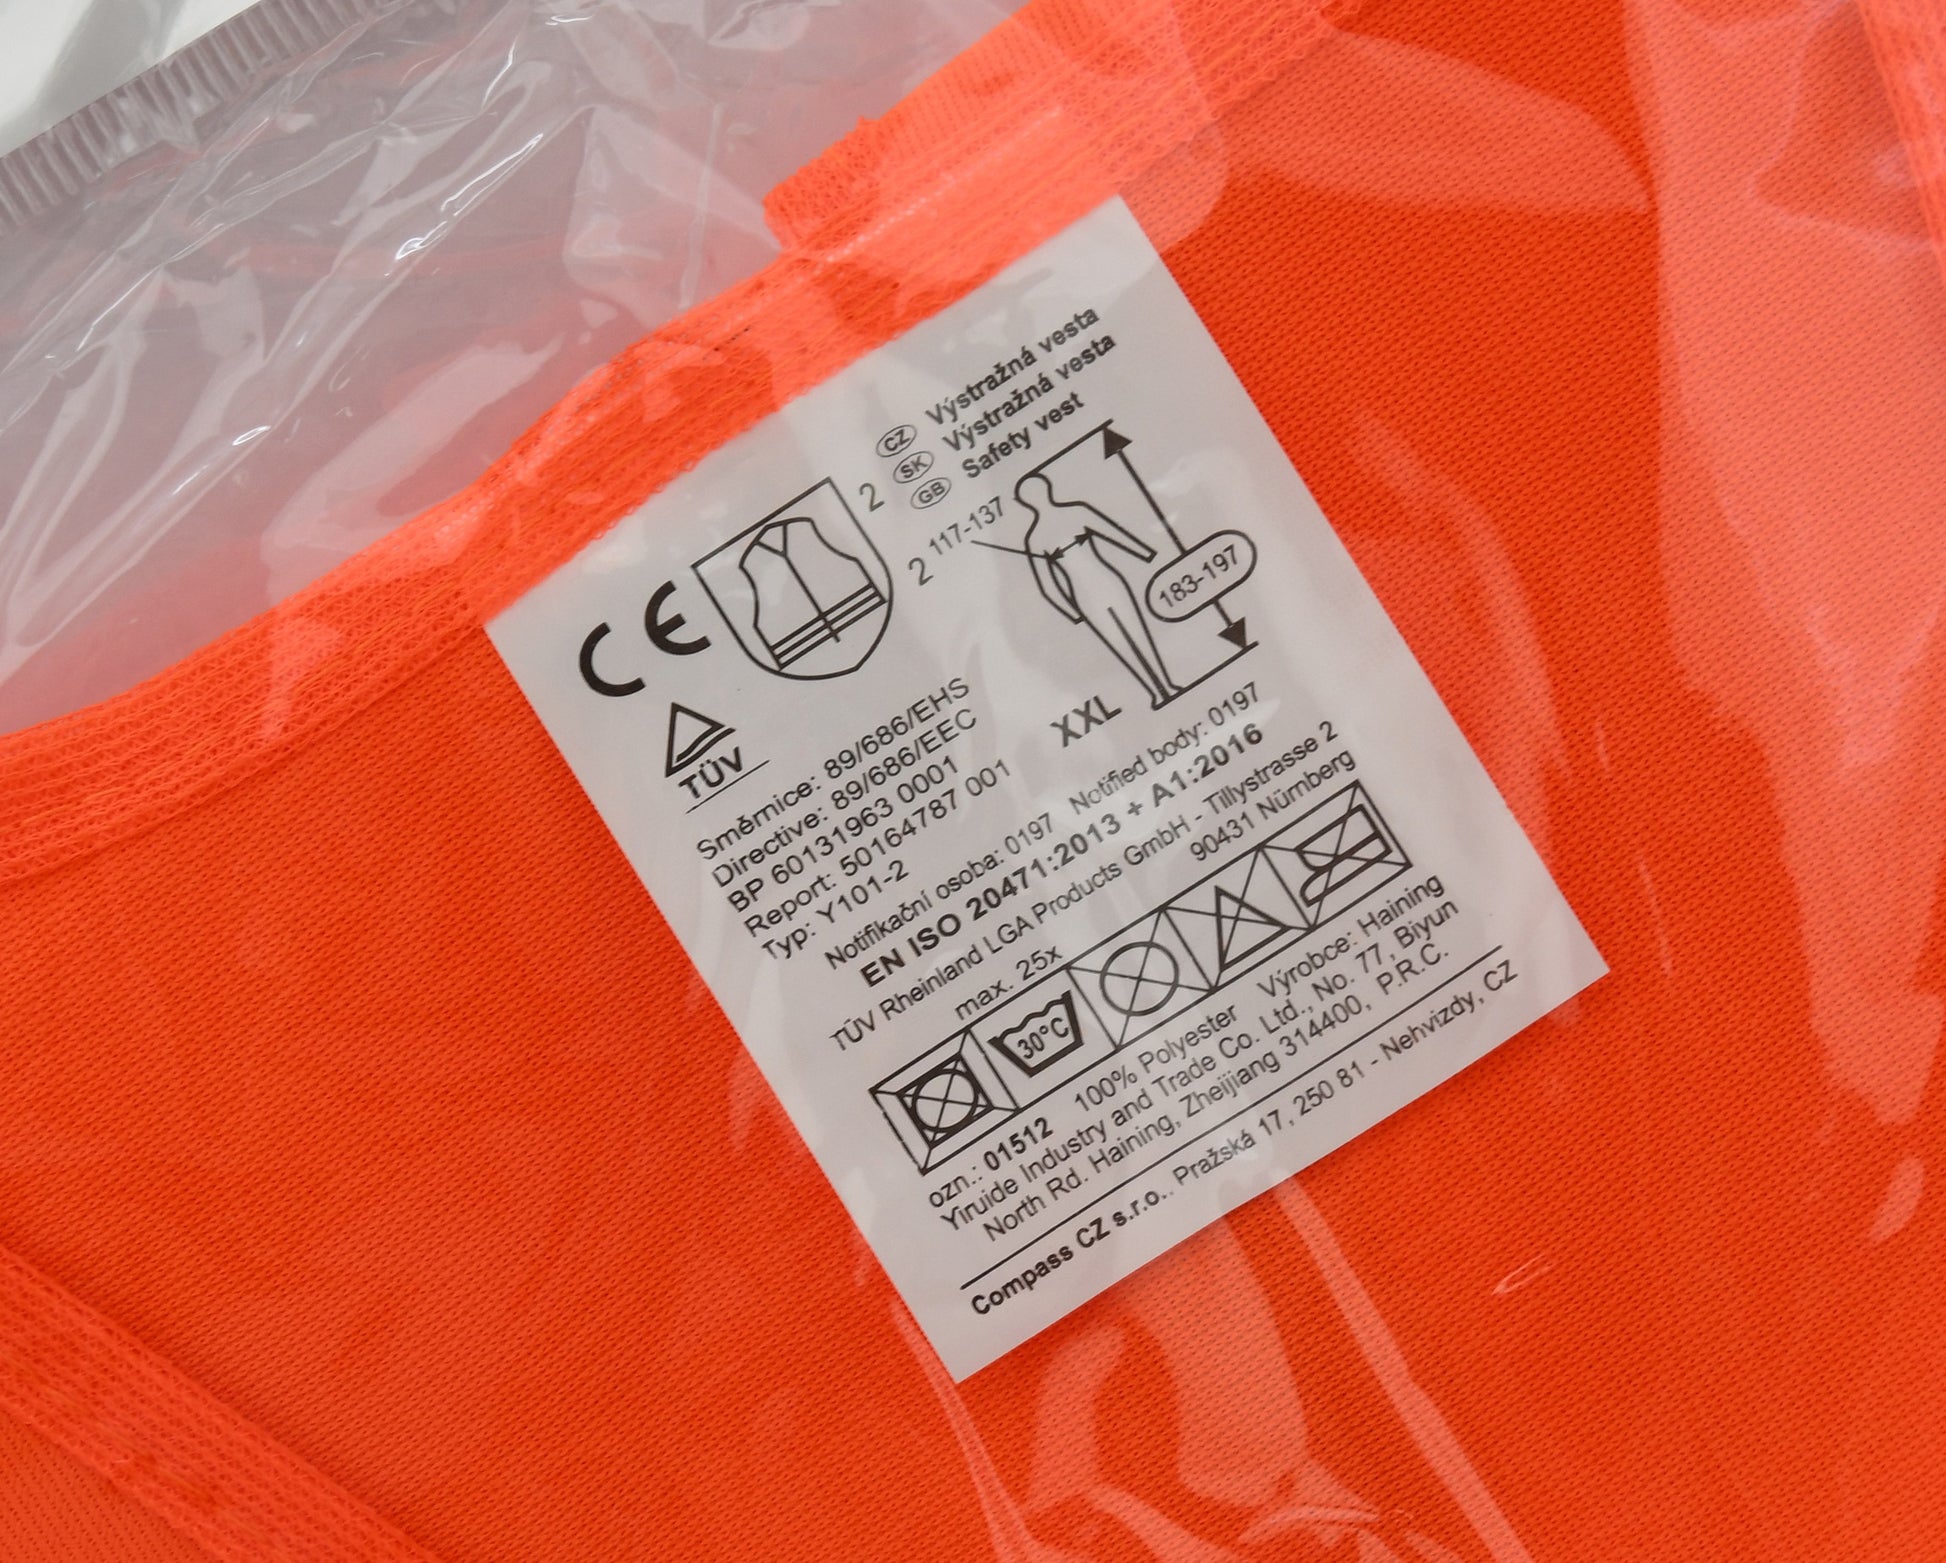 CZ Výstražná vesta
SK Výstražná vesta
GB Safety vest
CE
2
2
117-137
183-197
TÜV
XXL
Směrnice: 89/686/EHS
Directive: 89/686/EEC
BP 60131963 0001
Report: 50164787 001
Typ: Y101-2
Notifikační osoba: 0197 Notified body: 0197
EN ISO 20471:2013 + A1:2016
TÜV Rheinland LGA Products GmbH - Tillystrasse 2
90431 Nürnberg
max. 25x
30°C
ozn.: 01512 100% Polyester Výrobce: Haining
Yiruide Industry and Trade Co. Ltd., No. 77, Biyun
North Rd. Haining, Zheijiang 314400, P.R.C.
Compass CZ s.r.o.. Pražská 17, 250 81 - Nehvizdy, CZ